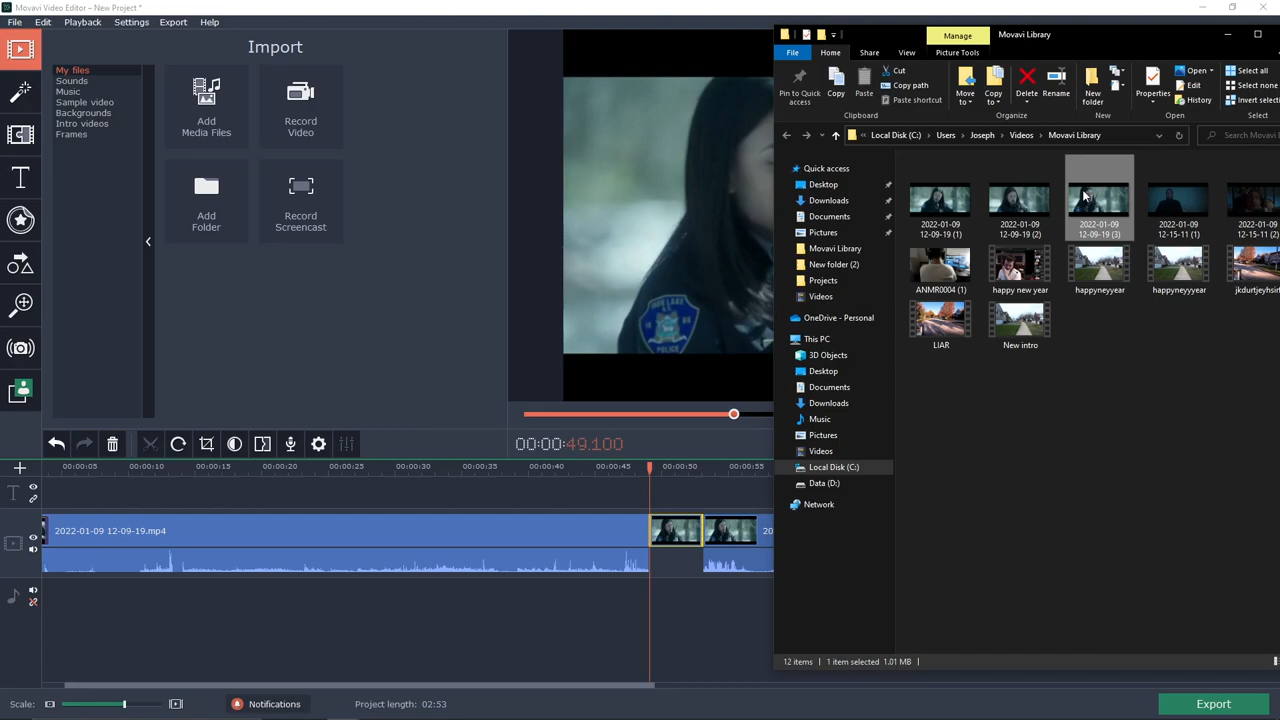 Movavi Video Editor – New Project *
File Edit Playback Settings Export Help
Import
My files
Sounds
Music
Sample video
Backgrounds
Intro videos
Frames
Add
Media Files
Record
Video
Add
Folder
Record
Screencast
POLICE
00:00:49.100
00:00:05 00:00:10 00:00:15 00:00:20 00:00:25 00:00:30 00:00:35 00:00:40 00:00:45 00:00:50 00:00:55
T
2022-01-09 12-09-19.mp4
20
Scale:
Notifications
Project length: 02:53
Export
Manage
Movavi Library
File Home Share View Picture Tools
Pin to Quick
access
Copy
Paste
Cut
Copy path
Paste shortcut
Clipboard
Move
to
Copy
to
Delete
Rename
Organize
New
folder
New
Properties
Open
Edit
History
Open
Select all
Select none
Invert select
Select
« Local Disk (C:) > Users > Joseph > Videos > Movavi Library
Search Movavi
Quick access
Desktop
Downloads
Documents
Pictures
Movavi Library
New folder (2)
Projects
Videos
OneDrive - Personal
This PC
3D Objects
Desktop
Documents
Downloads
Music
Pictures
Videos
Local Disk (C:)
Data (D:)
Network
2022-01-09
12-09-19 (1)
2022-01-09
12-09-19 (2)
2022-01-09
12-09-19 (3)
2022-01-09
12-15-11 (1)
2022-01-09
12-15-11 (2)
ANMR0004 (1)
happy new year
happyneyyear
happyneyyyear
jkdurtjeyhsirt
LIAR
New intro
12 items
1 item selected 1.01 MB